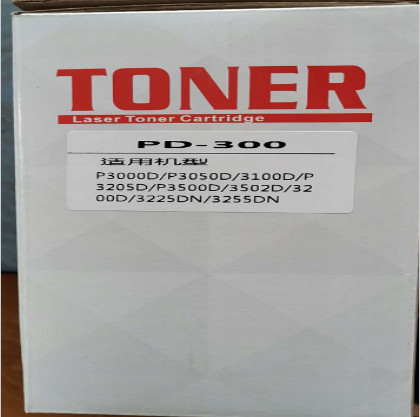 TONER
Laser Toner Cartridge
PD-300
适用机型
P3000D/P3050D/3100D/P
3205D/P3500D/3502D/32
00D/3225DN/3255DN